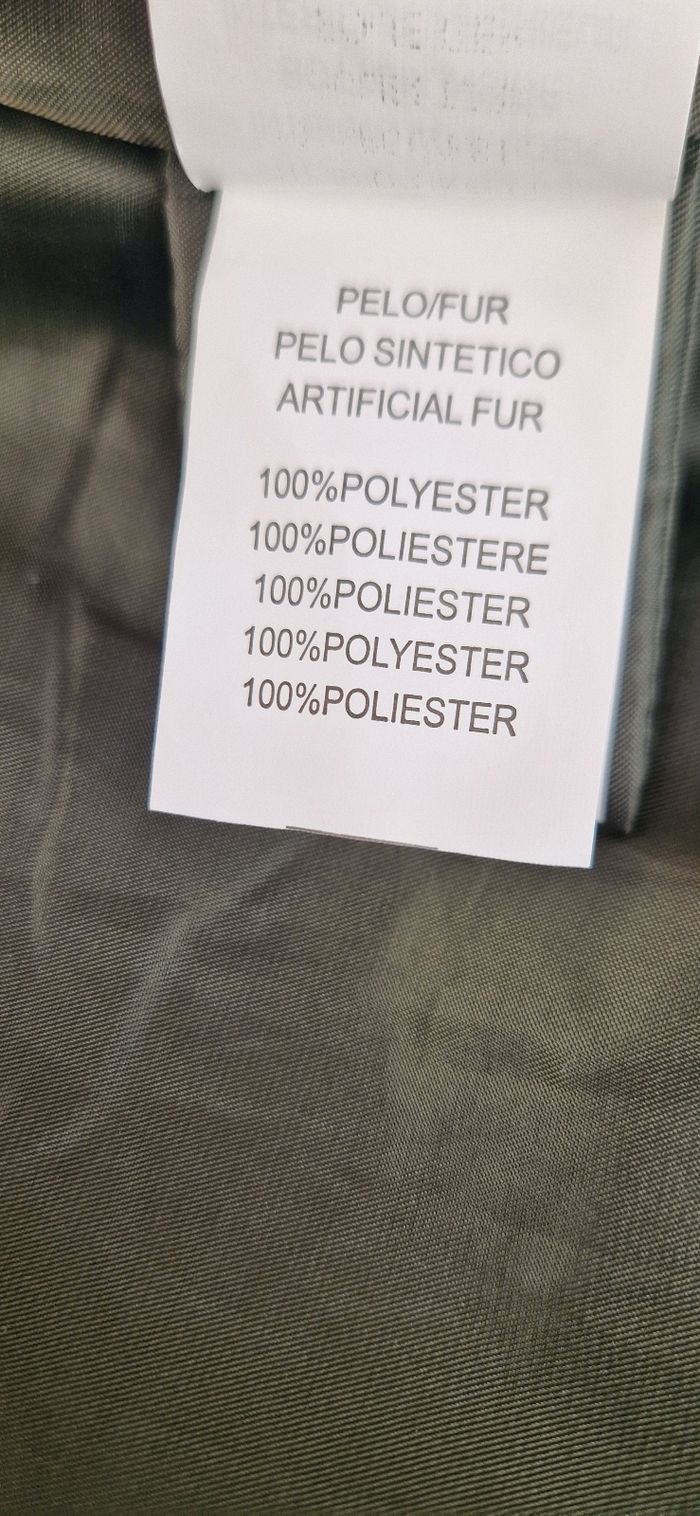 PELO/FUR
PELO SINTETICO
ARTIFICIAL FUR
100%POLYESTER
100%POLIESTERE
100%POLIESTER
100%POLYESTER
100%POLIESTER